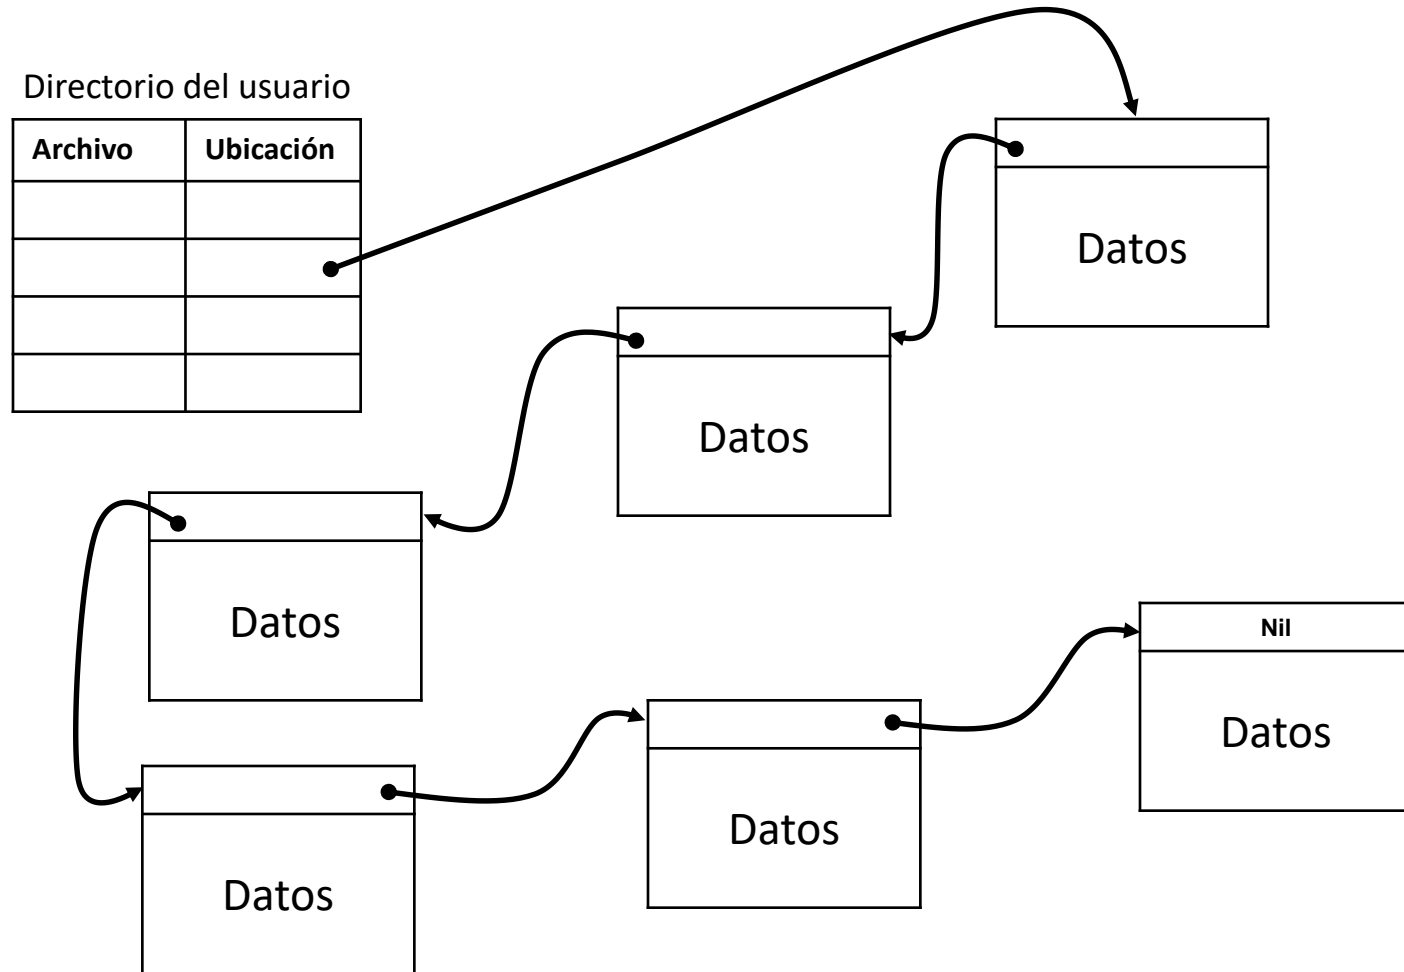 Directorio del usuario
Archivo Ubicación
Datos
Datos
Datos
Nil
Datos
Datos
Datos